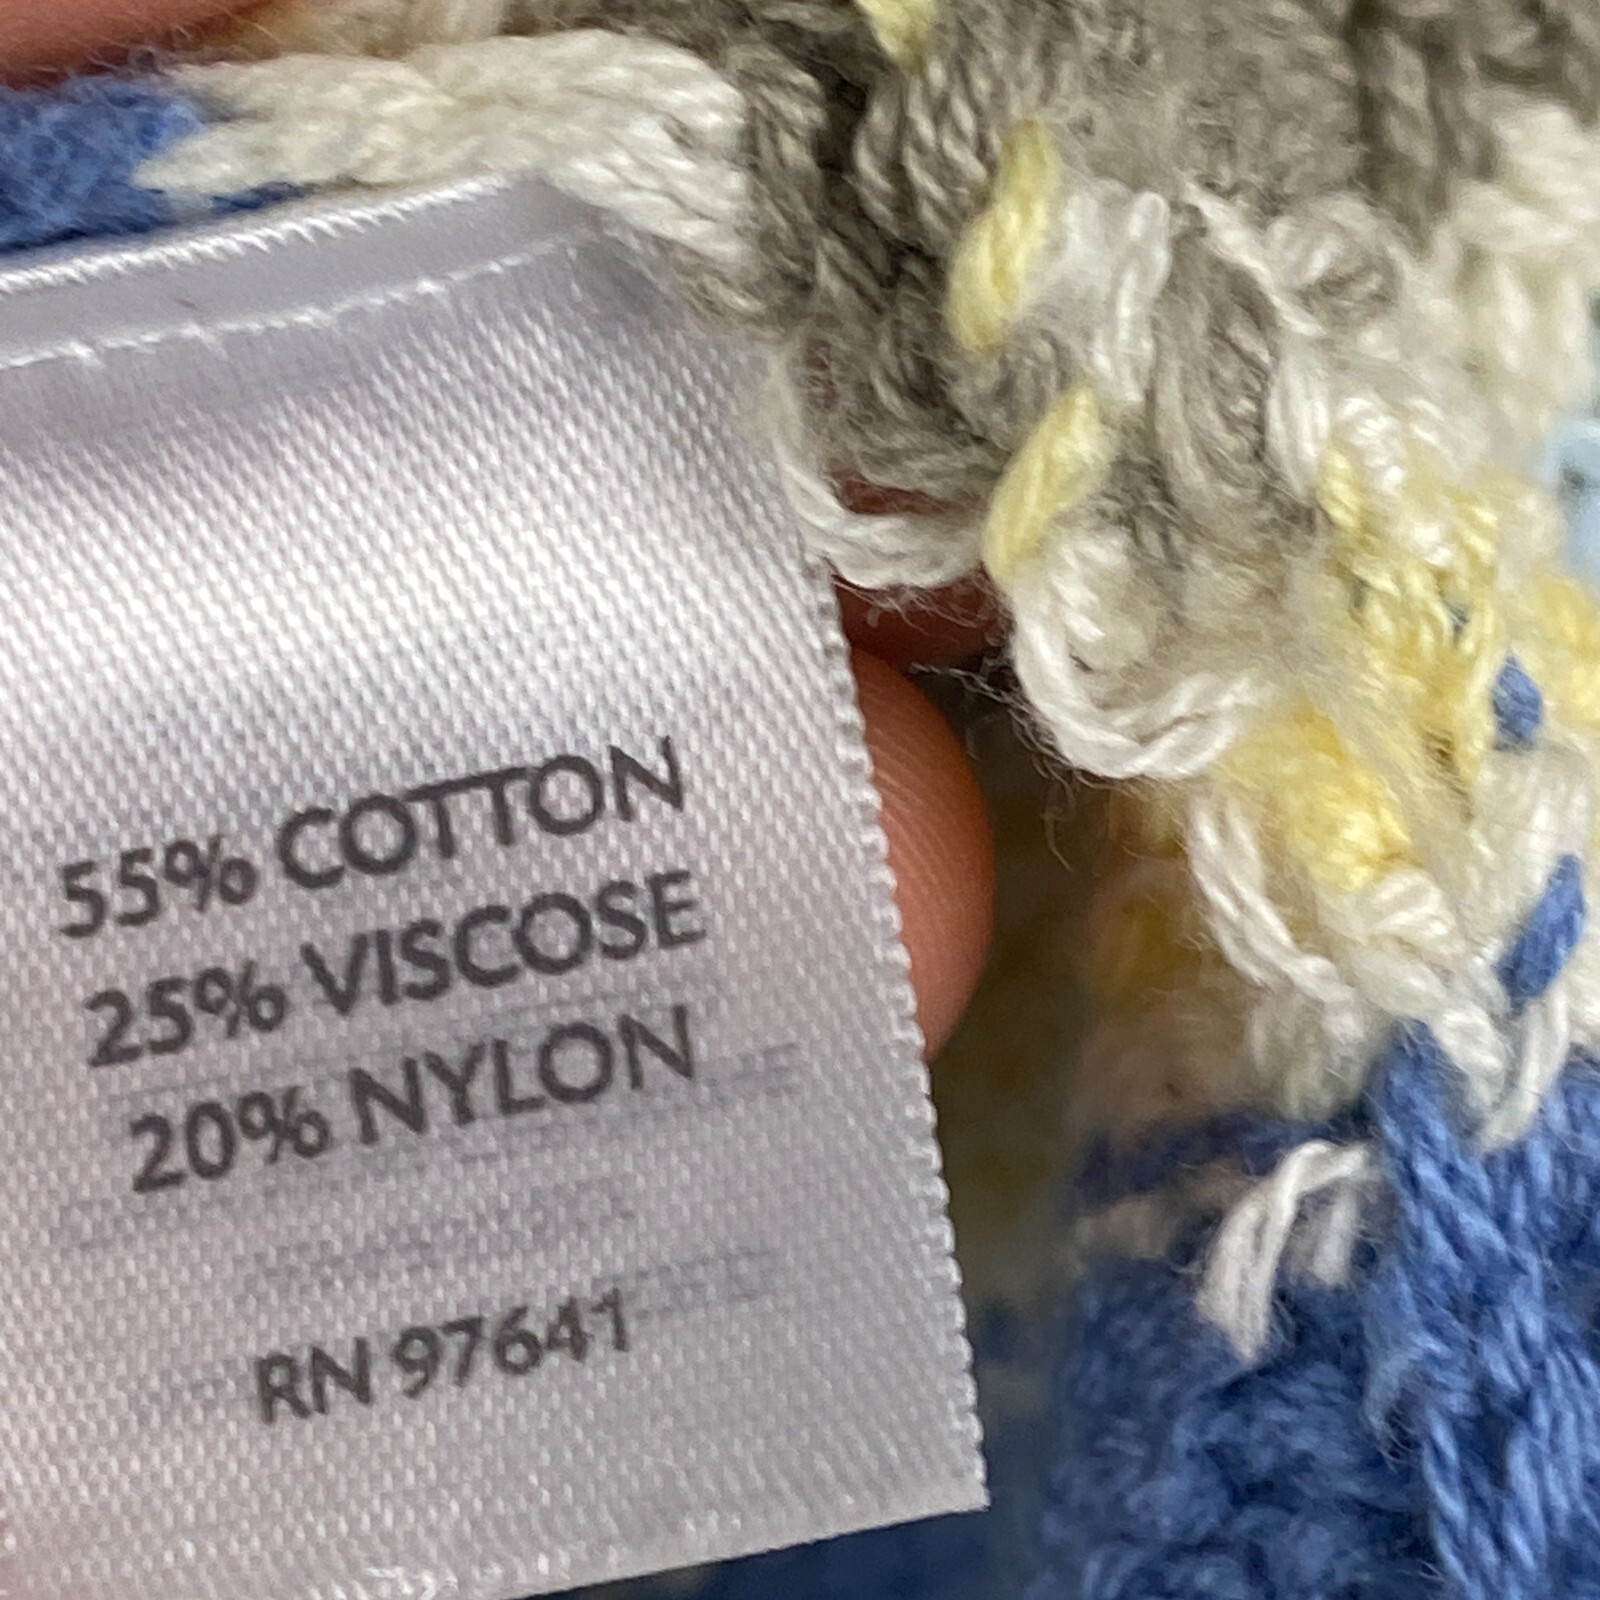 55% COTTON
25% VISCOSE
20% NYLON
RN 97641